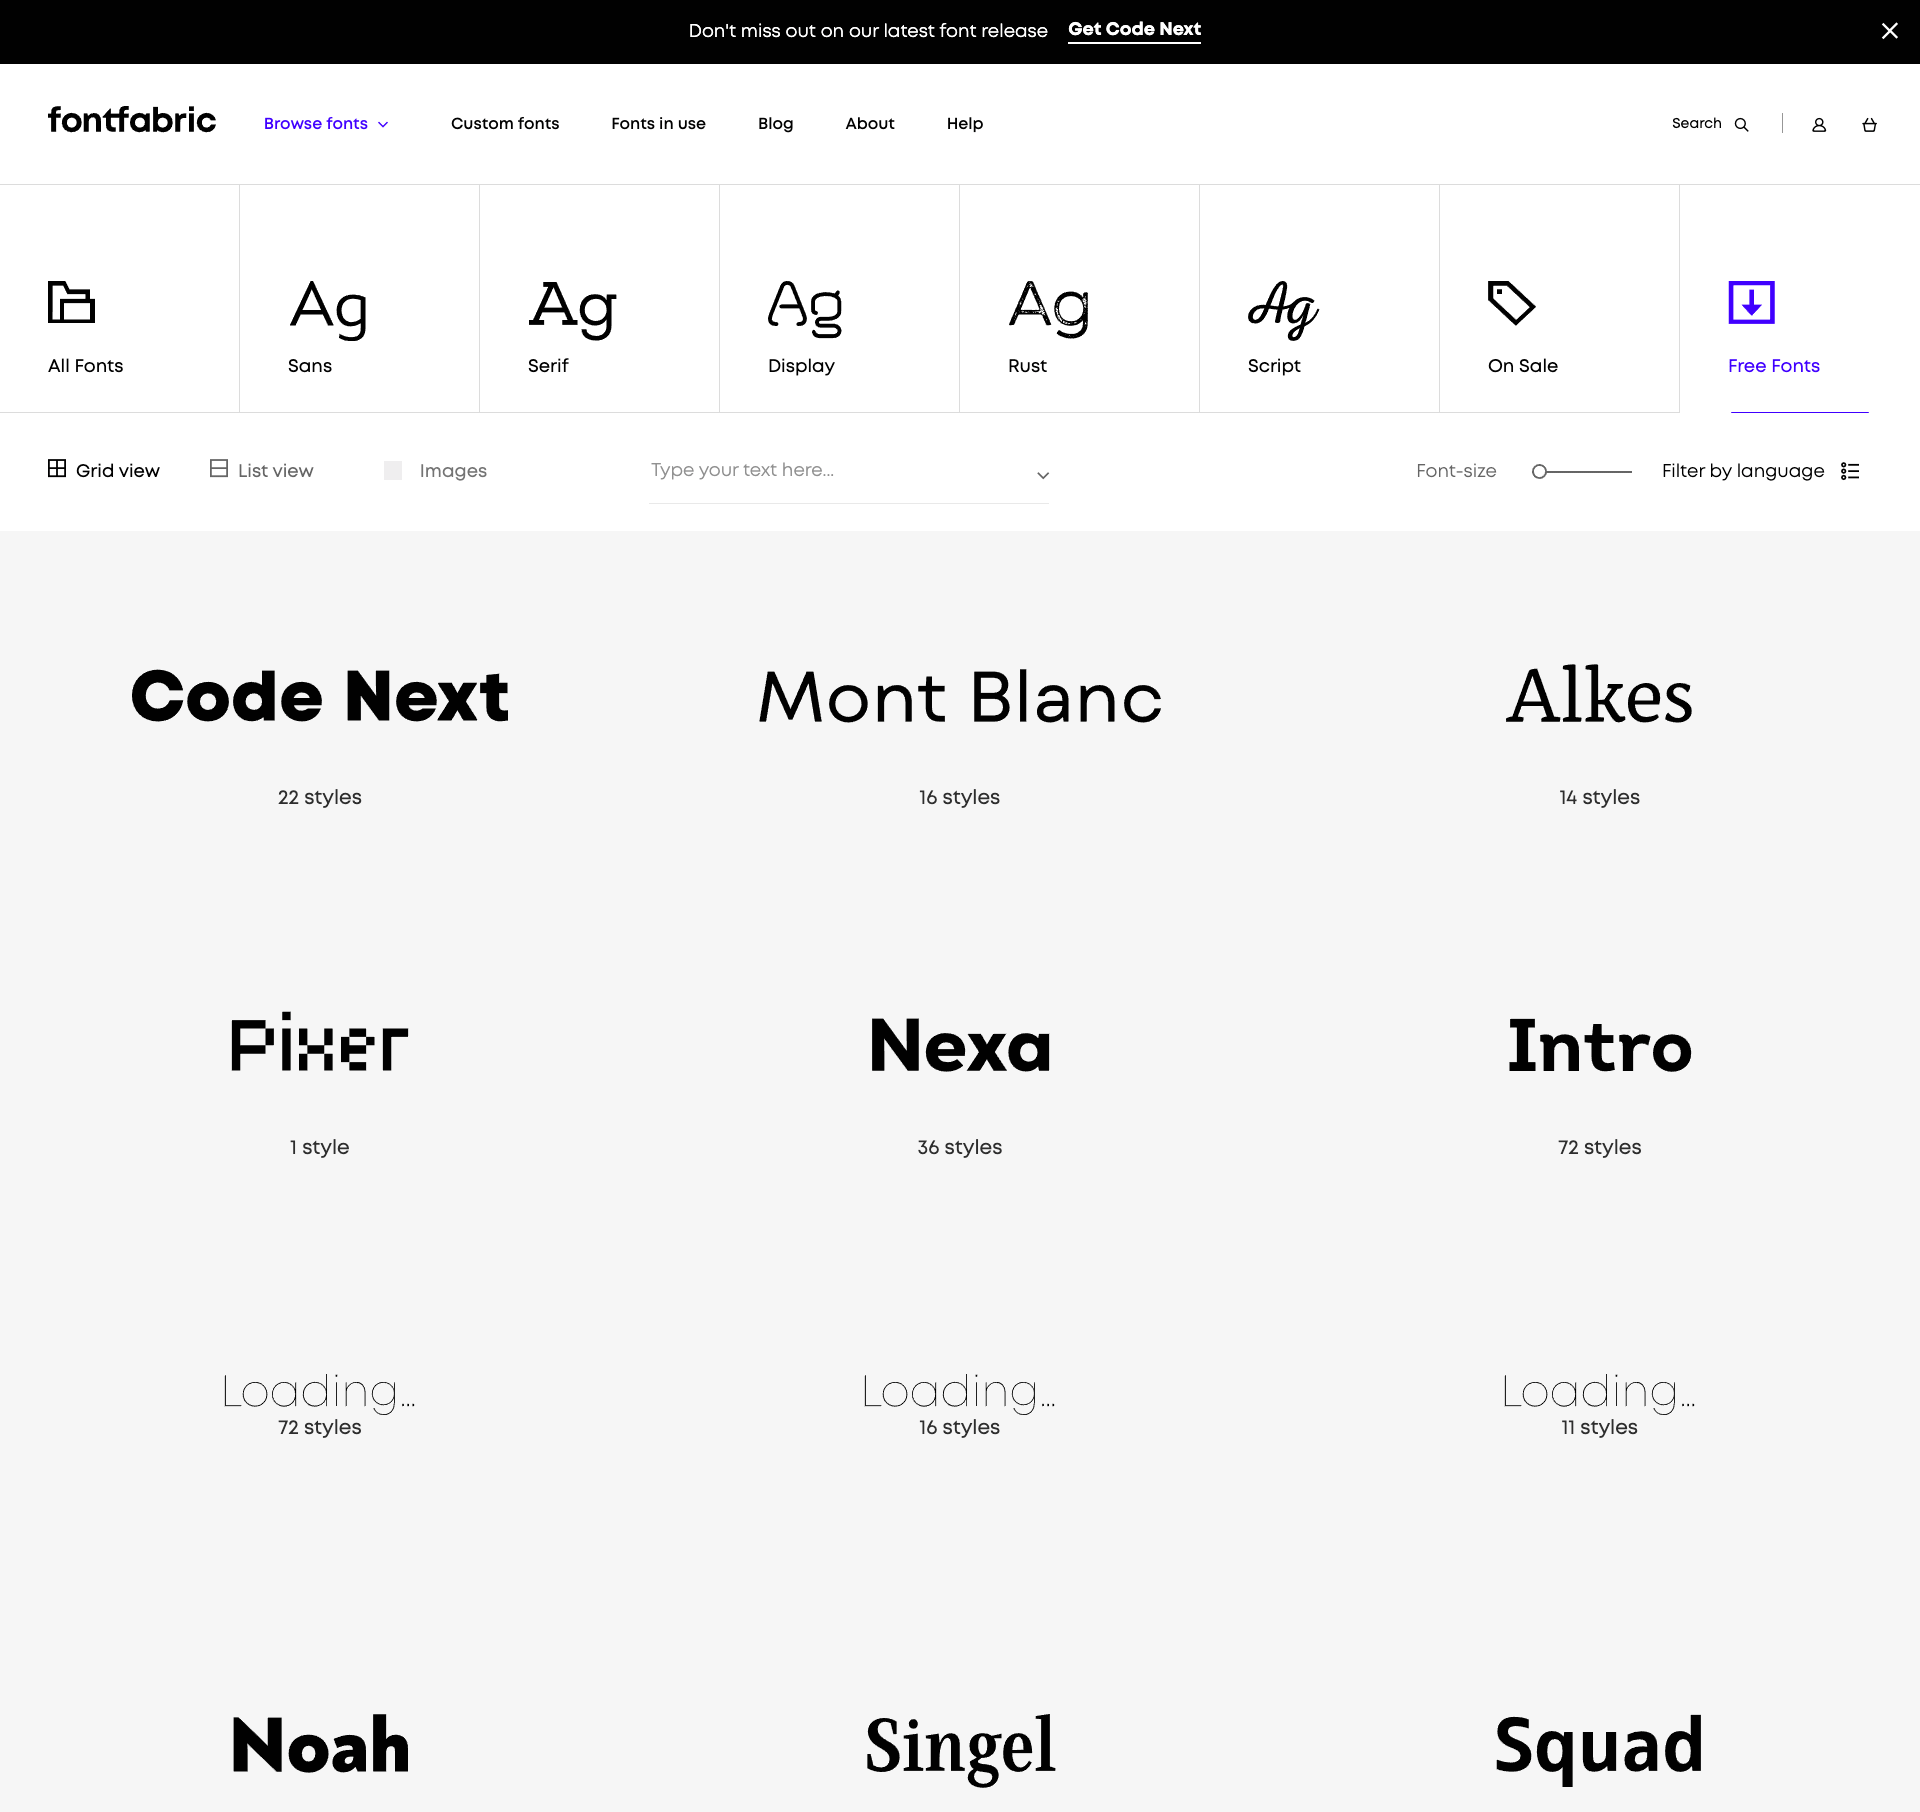 Don't miss out on our latest font release Get Code Next
fontfabric Browse fonts Custom fonts Fonts in use Blog About Help Search
Ag Ag Ag Ag Ag
All Fonts Sans Serif Display Rust Script On Sale Free Fonts
Grid view List view Images Type your text here... Font-size Filter by language
Code Next Mont Blanc Alkes
22 styles 16 styles 14 styles
Pixer Nexa Intro
1 style 36 styles 72 styles
Loading... Loading... Loading...
72 styles 16 styles 11 styles
Noah Singel Squad